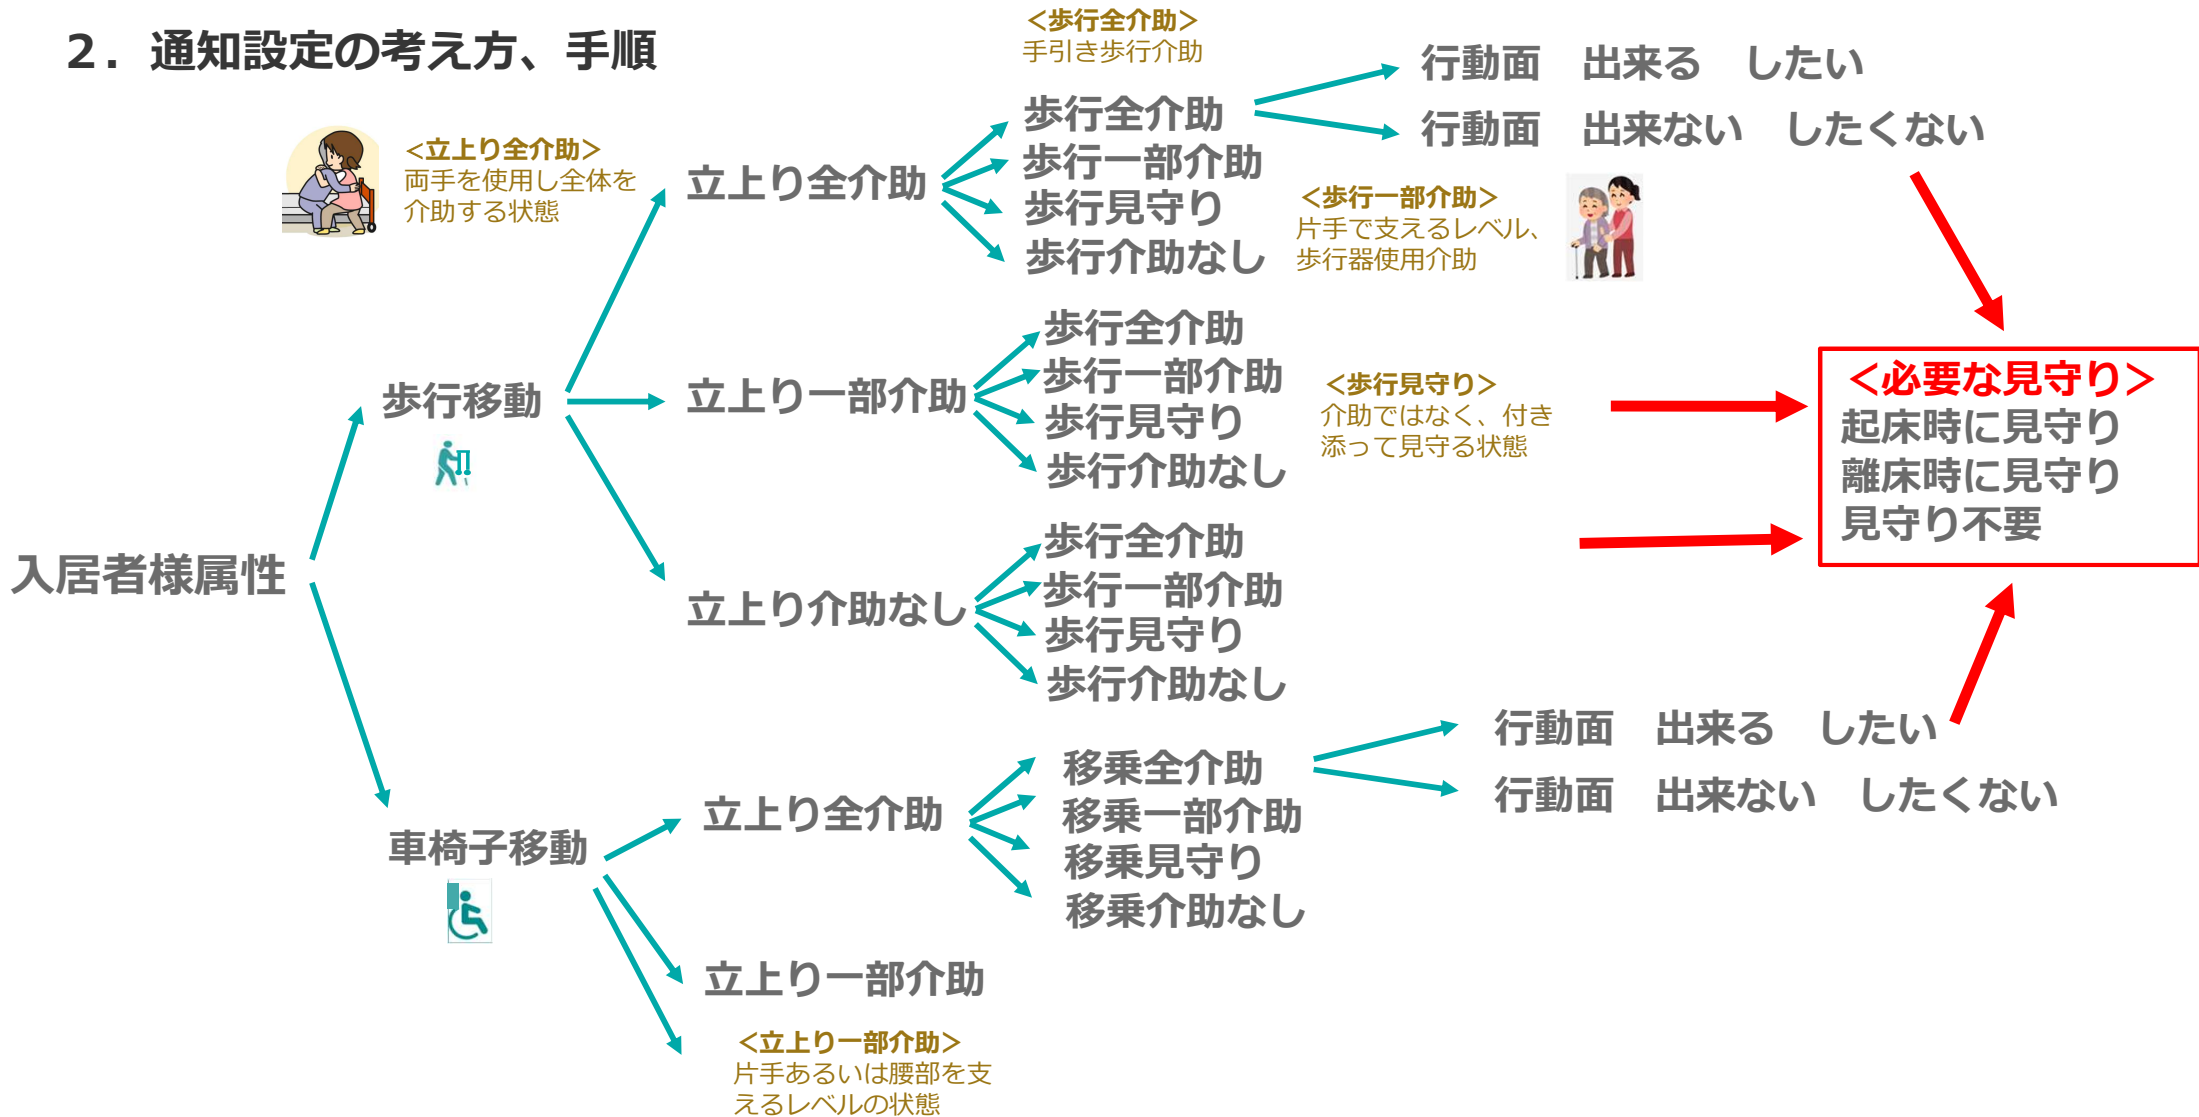 ２．通知設定の考え方、手順
＜歩行全介助＞
手引き歩行介助
行動面　出来る　したい
行動面　出来ない　したくない
＜立上り全介助＞
両手を使用し全体を
介助する状態
立上り全介助
歩行全介助
歩行一部介助
歩行見守り
歩行介助なし
＜歩行一部介助＞
片手で支えるレベル、
歩行器使用介助
歩行移動
立上り一部介助
歩行全介助
歩行一部介助
歩行見守り
歩行介助なし
＜歩行見守り＞
介助ではなく、付き
添って見守る状態
＜必要な見守り＞
起床時に見守り
離床時に見守り
見守り不要
入居者様属性
立上り介助なし
歩行全介助
歩行一部介助
歩行見守り
歩行介助なし
車椅子移動
立上り全介助
移乗全介助
移乗一部介助
移乗見守り
移乗介助なし
行動面　出来る　したい
行動面　出来ない　したくない
立上り一部介助
＜立上り一部介助＞
片手あるいは腰部を支
えるレベルの状態